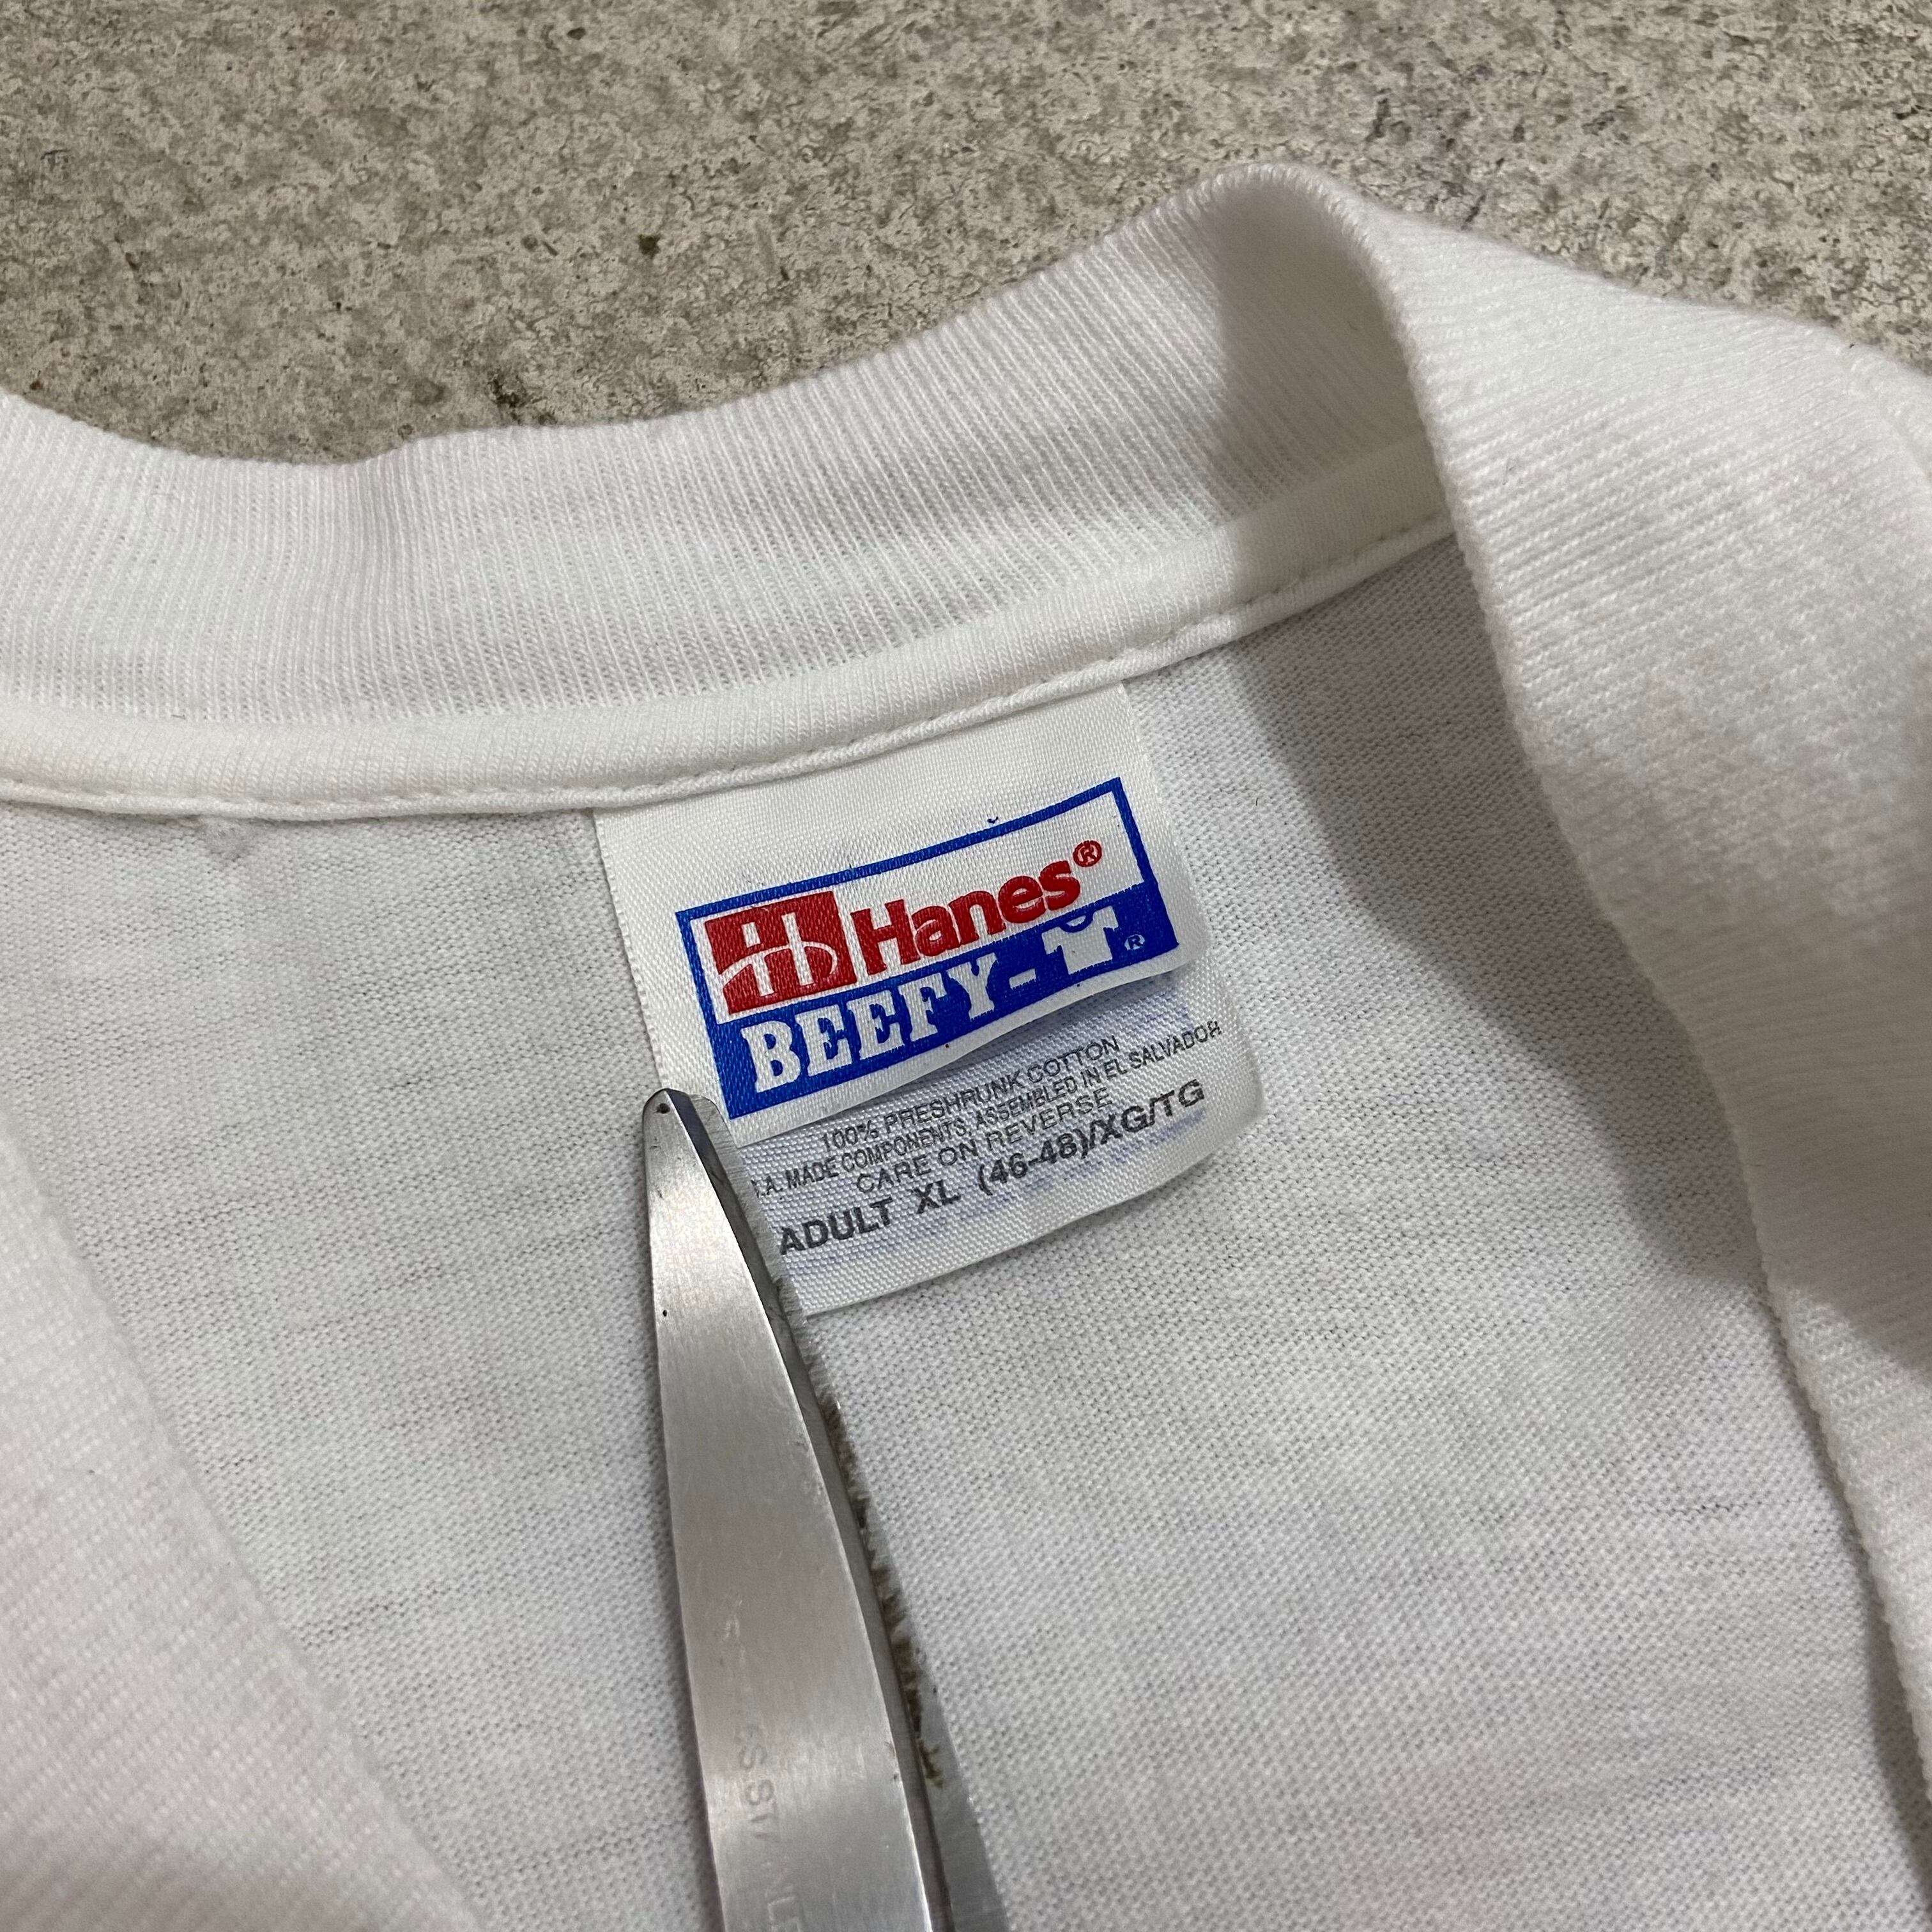 Hanes®
BEEFY-T®
100% PRESHRUNK COTTON
.A. MADE COMPONENTS, ASSEMBLED IN EL SALVADOR
CARE ON REVERSE
ADULT XL (46-48)/XG/TG